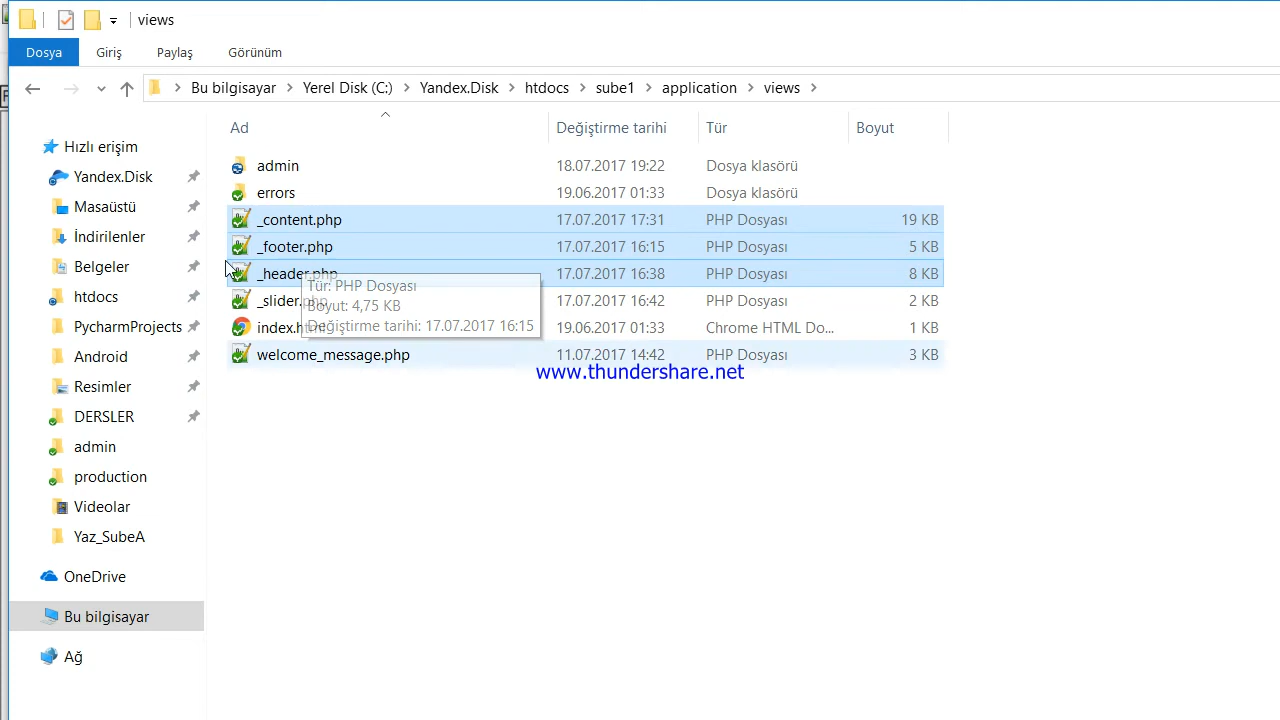 views
Dosya Giriş Paylaş Görünüm
Bu bilgisayar Yerel Disk (C:) Yandex.Disk htdocs sube1 application views
Ad Değiştirme tarihi Tür Boyut
Hızlı erişim
Yandex.Disk
Masaüstü
İndirilenler
Belgeler
htdocs
PycharmProjects
Android
Resimler
DERSLER
admin
production
Videolar
Yaz_SubeA
OneDrive
Bu bilgisayar
Ağ
admin 18.07.2017 19:22 Dosya klasörü
errors 19.06.2017 01:33 Dosya klasörü
_content.php 17.07.2017 17:31 PHP Dosyası 19 KB
_footer.php 17.07.2017 16:15 PHP Dosyası 5 KB
_header.php 17.07.2017 16:38 PHP Dosyası 8 KB
_slider.php 17.07.2017 16:42 PHP Dosyası 2 KB
index.html 19.06.2017 01:33 Chrome HTML Do... 1 KB
welcome_message.php 11.07.2017 14:42 PHP Dosyası 3 KB
Tür: PHP Dosyası
Boyut: 4,75 KB
Değiştirme tarihi: 17.07.2017 16:15
www.thundershare.net